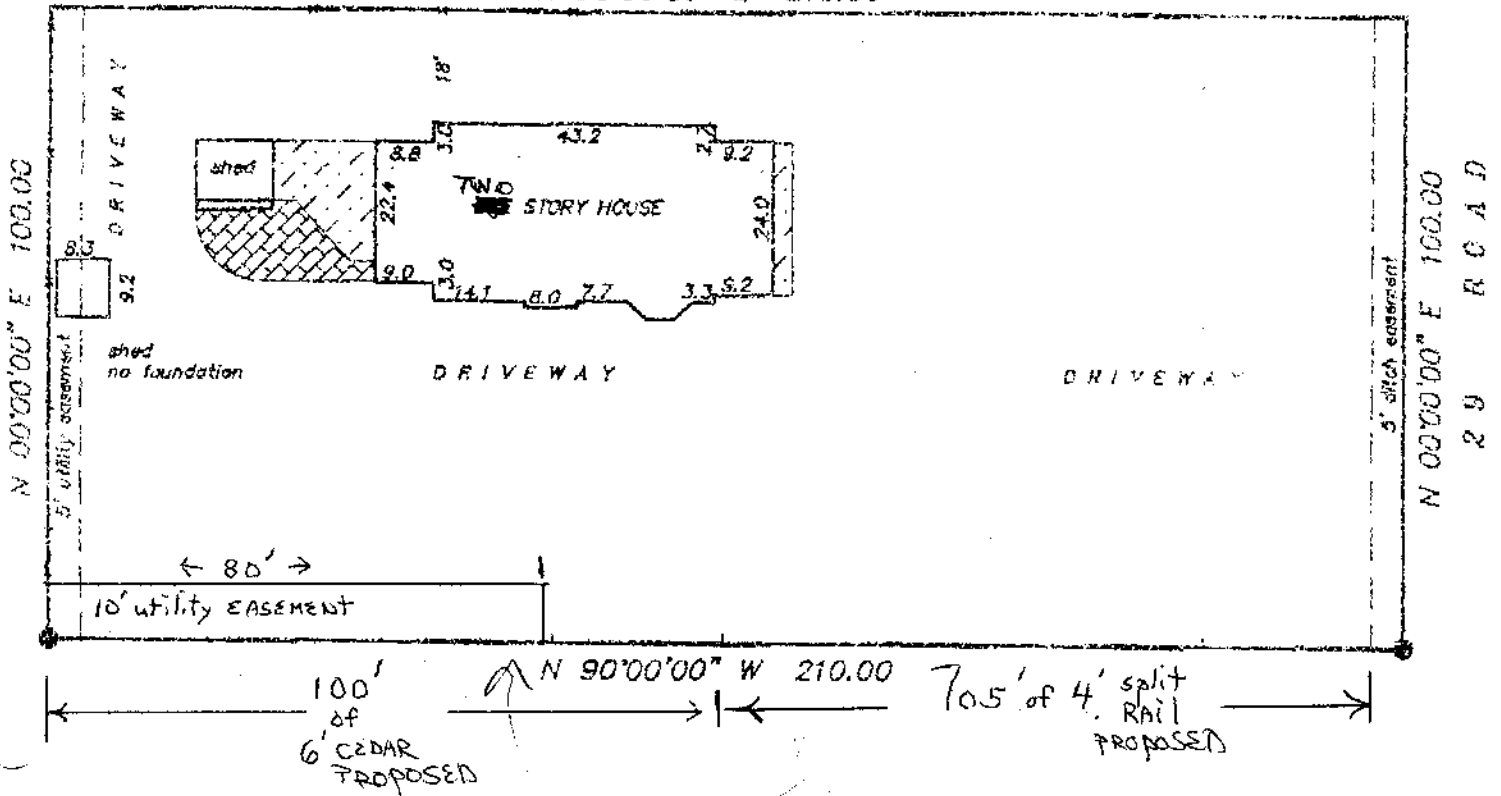 18'
DRIVEWAY
N 00°00'00" E 100.00
shed
8.8
3.0
43.2
2.7
9.2
22.4
TWO
STORY HOUSE
24.0
8.3
9.2
9.0
3.0
14.1
8.0
7.7
3.3
9.2
shed
no foundation
5' utility easement
DRIVEWAY
DRIVEWAY
5' ditch easement
N 00°00'00" E 100.00
29 ROAD
← 80' →
10' utility EASEMENT
N 90°00'00" W 210.00
100'
of
6' CEDAR
PROPOSED
of 4' split
RAIL
PROPOSED